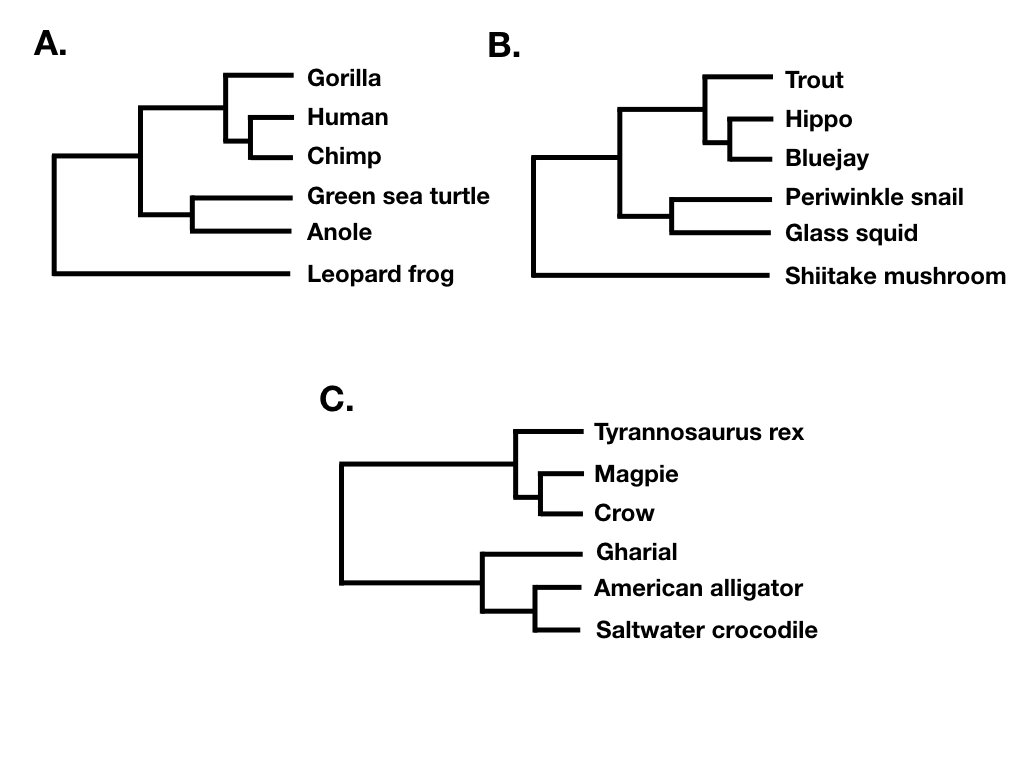 A.
Gorilla
Human
Chimp
Green sea turtle
Anole
Leopard frog
B.
Trout
Hippo
Bluejay
Periwinkle snail
Glass squid
Shiitake mushroom
C.
Tyrannosaurus rex
Magpie
Crow
Gharial
American alligator
Saltwater crocodile